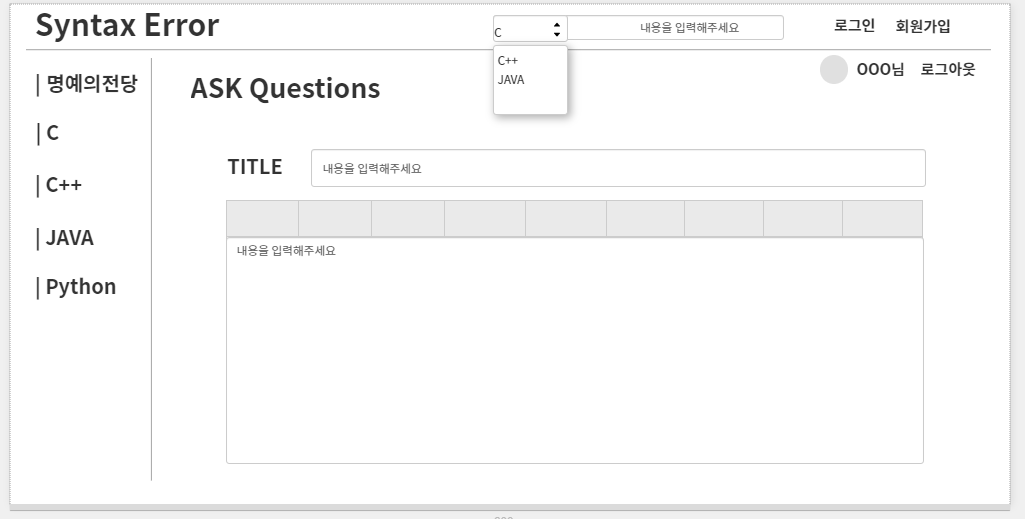 Syntax Error
C
내용을 입력해주세요
로그인
회원가입
C++
JAVA
OOO님
로그아웃
| 명예의전당
| C
| C++
| JAVA
| Python
ASK Questions
TITLE
내용을 입력해주세요
내용을 입력해주세요